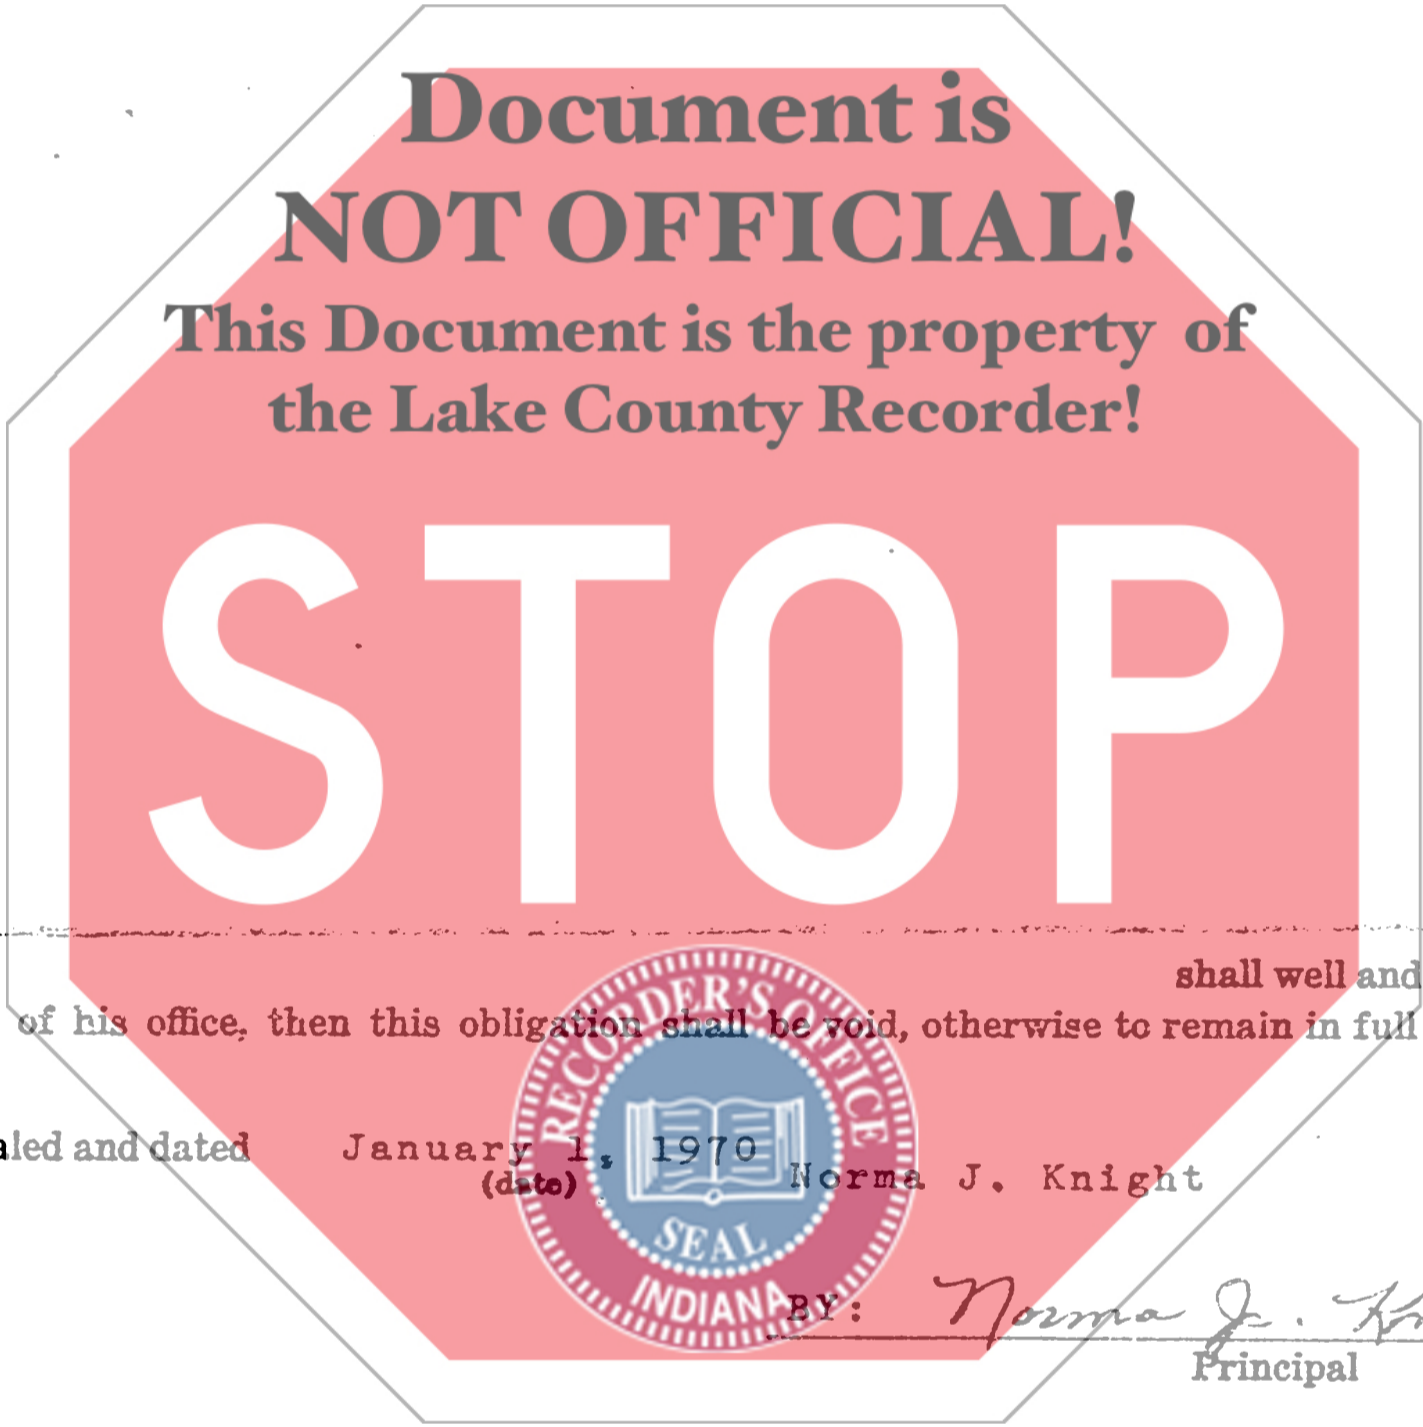 Document is
NOT OFFICIAL!
This Document is the property of
the Lake County Recorder!
STOP
shall well and
of his office, then this obligation shall be void, otherwise to remain in full
aled and dated January 1, 1970
(date)
Norma J. Knight
RECORDER'S OFFICE
SEAL
INDIANA
BY: Norma J. Kn
Principal